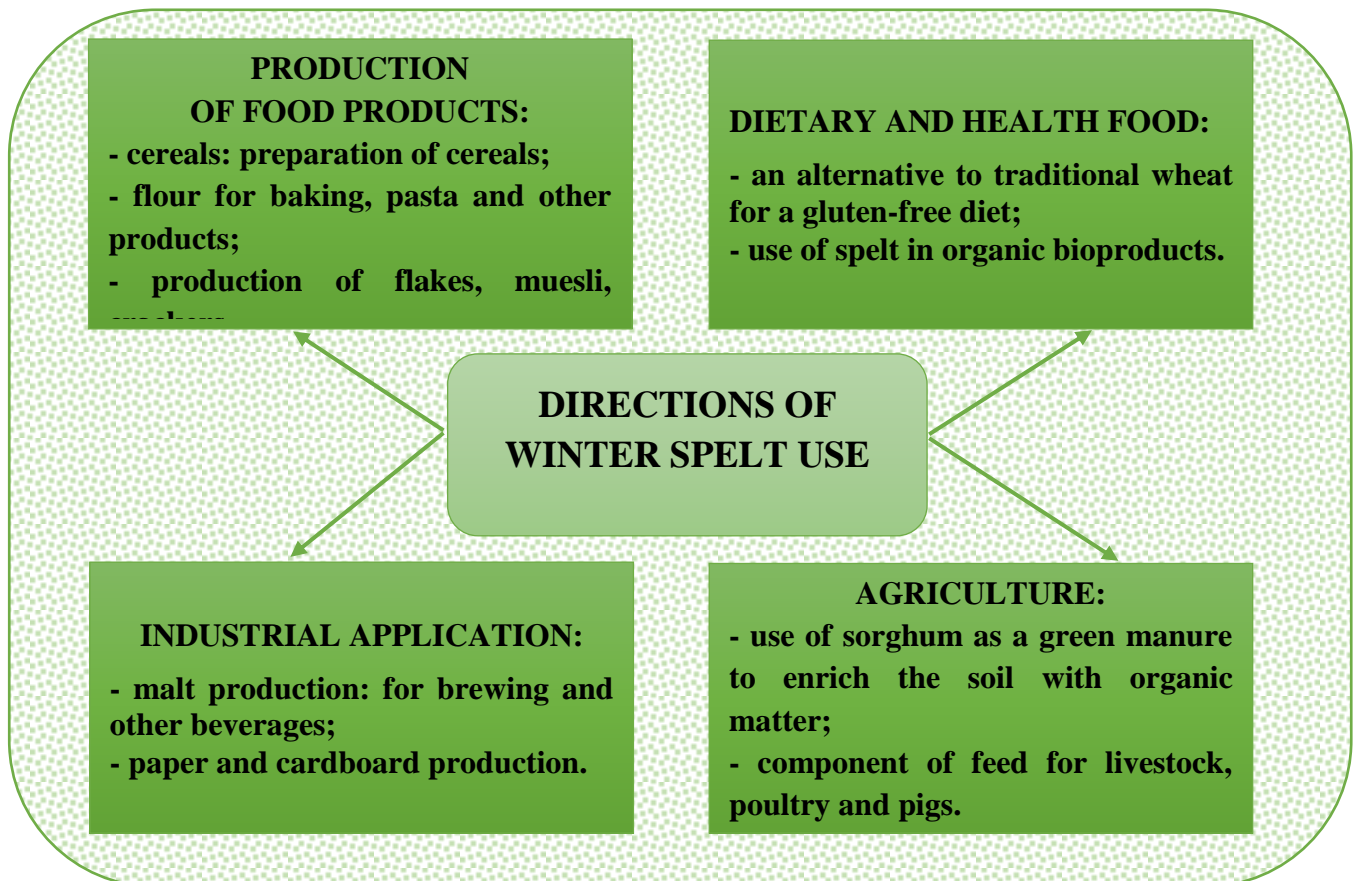 PRODUCTION
OF FOOD PRODUCTS:
- cereals: preparation of cereals;
- flour for baking, pasta and other
products;
- production of flakes, muesli,
DIETARY AND HEALTH FOOD:
- an alternative to traditional wheat
for a gluten-free diet;
- use of spelt in organic bioproducts.
DIRECTIONS OF
WINTER SPELT USE
INDUSTRIAL APPLICATION:
- malt production: for brewing and
other beverages;
- paper and cardboard production.
AGRICULTURE:
- use of sorghum as a green manure
to enrich the soil with organic
matter;
- component of feed for livestock,
poultry and pigs.